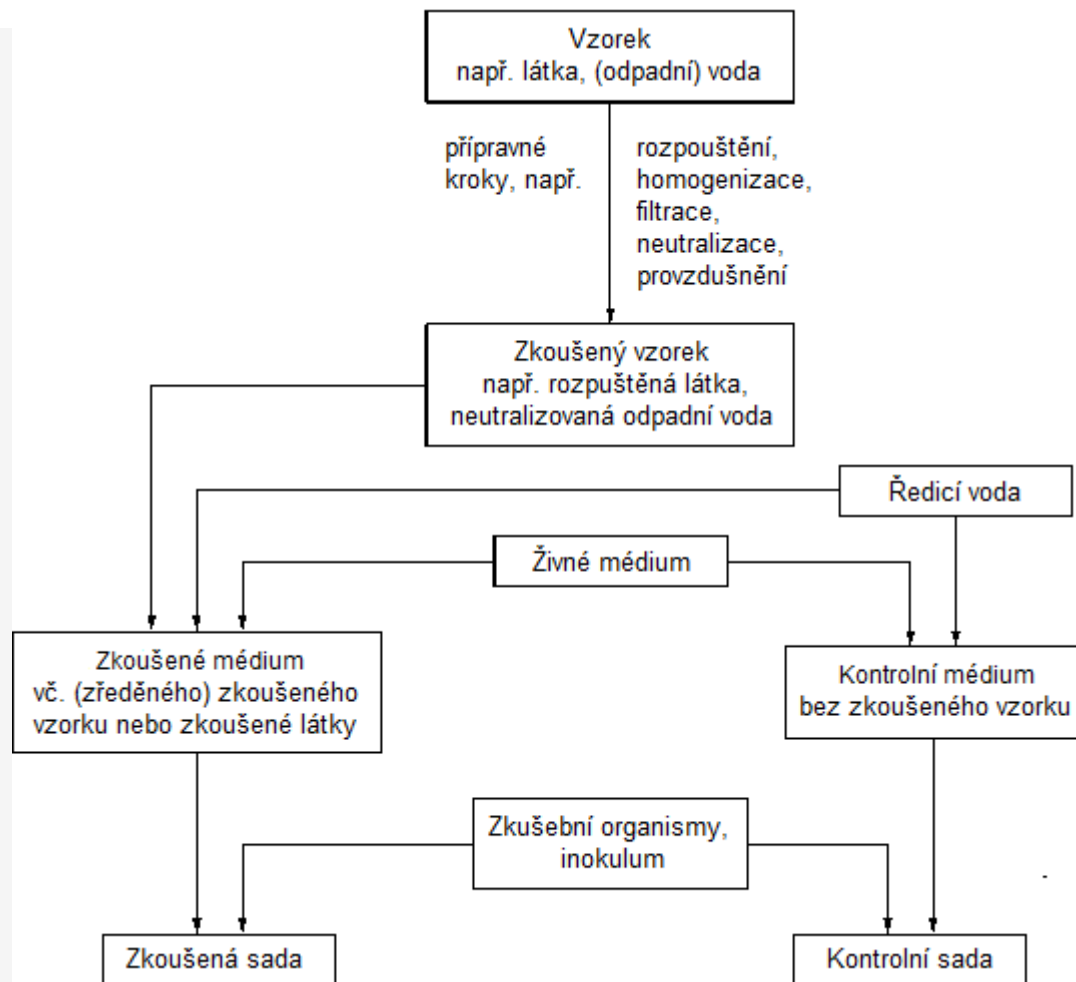 Vzorek
např. látka, (odpadní) voda
přípravné
kroky, např.
rozpouštění,
homogenizace,
filtrace,
neutralizace,
provzdušnění
Zkoušený vzorek
např. rozpuštěná látka,
neutralizovaná odpadní voda
Ředicí voda
Živné médium
Zkoušené médium
vč. (zředěného) zkoušeného
vzorku nebo zkoušené látky
Kontrolní médium
bez zkoušeného vzorku
Zkušební organismy,
inokulum
Zkoušená sada
Kontrolní sada